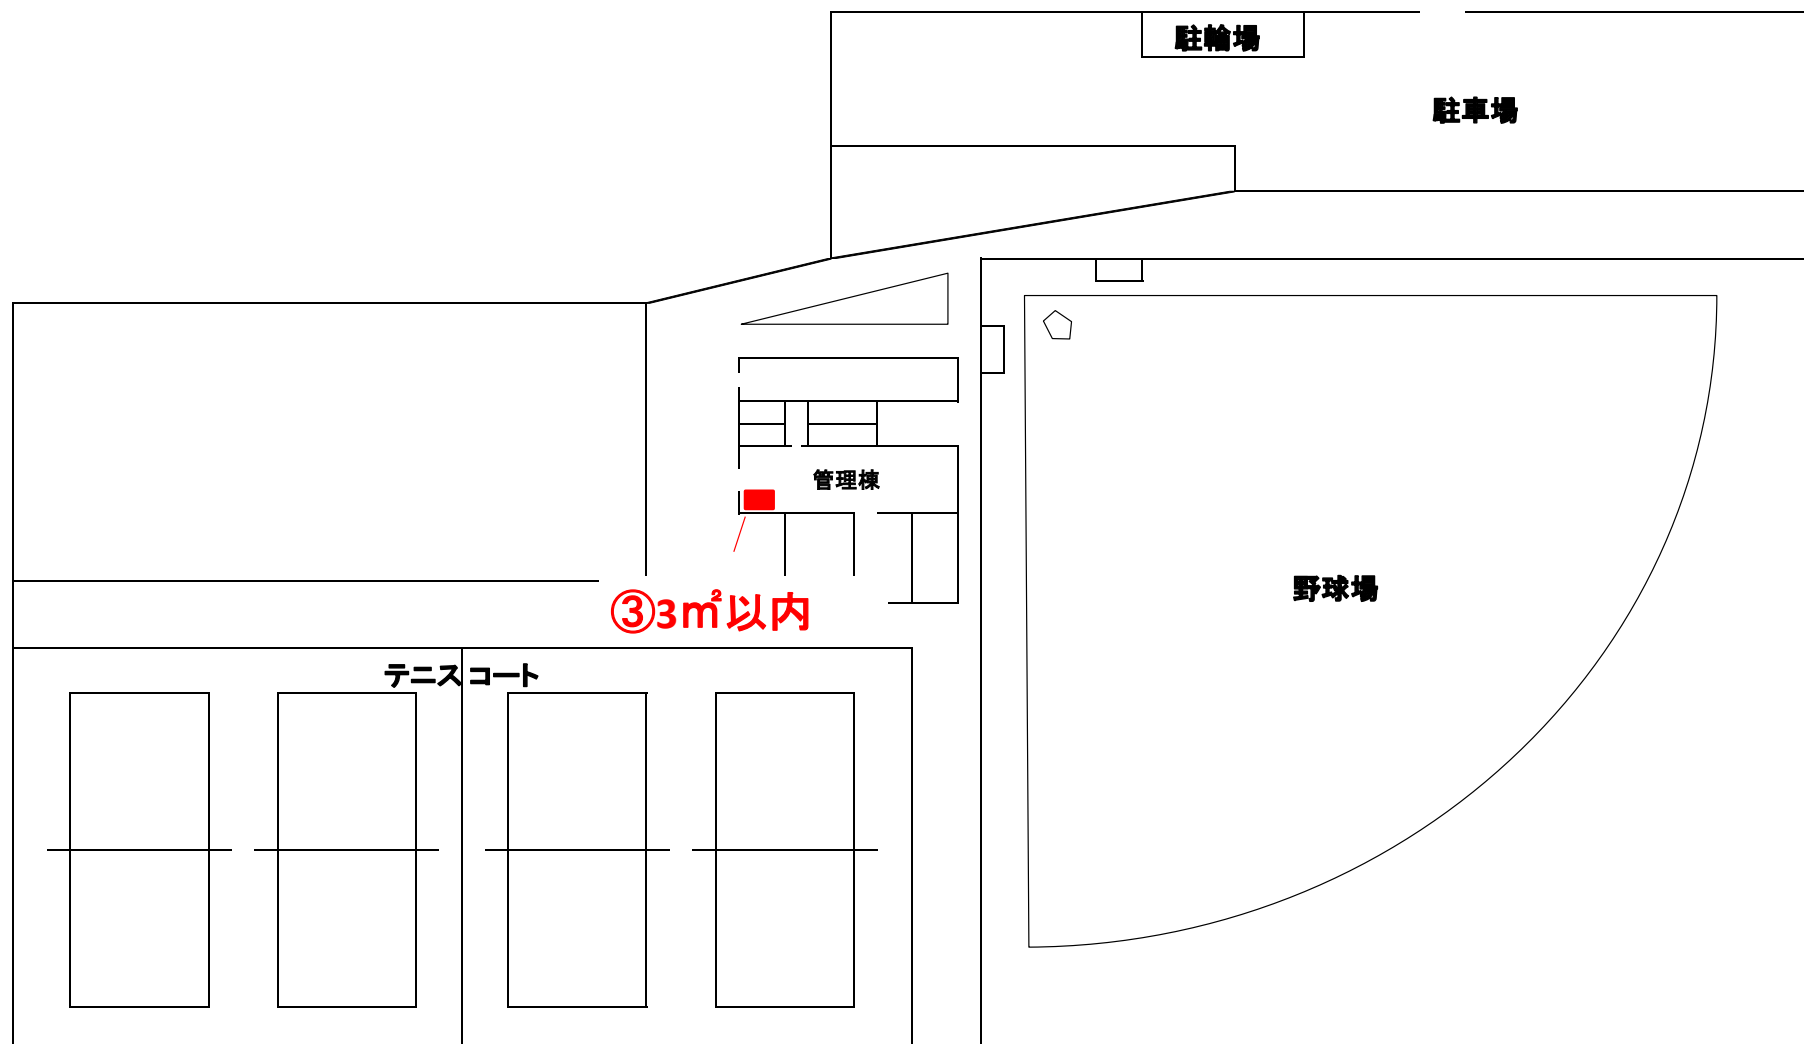 駐輪場
駐車場
管理棟
野球場
③3㎡以内
テニスコート